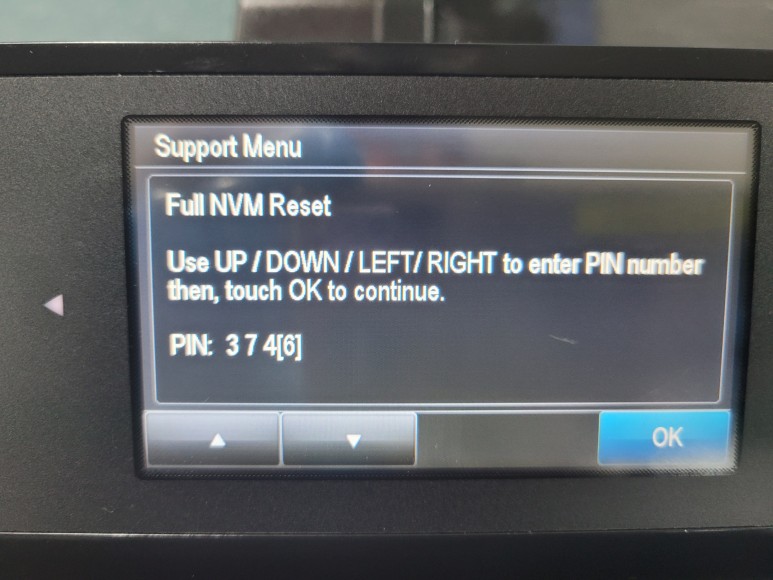 Support Menu
Full NVM Reset
Use UP / DOWN / LEFT/ RIGHT to enter PIN number
then, touch OK to continue.
PIN: 3 7 4[6]
OK